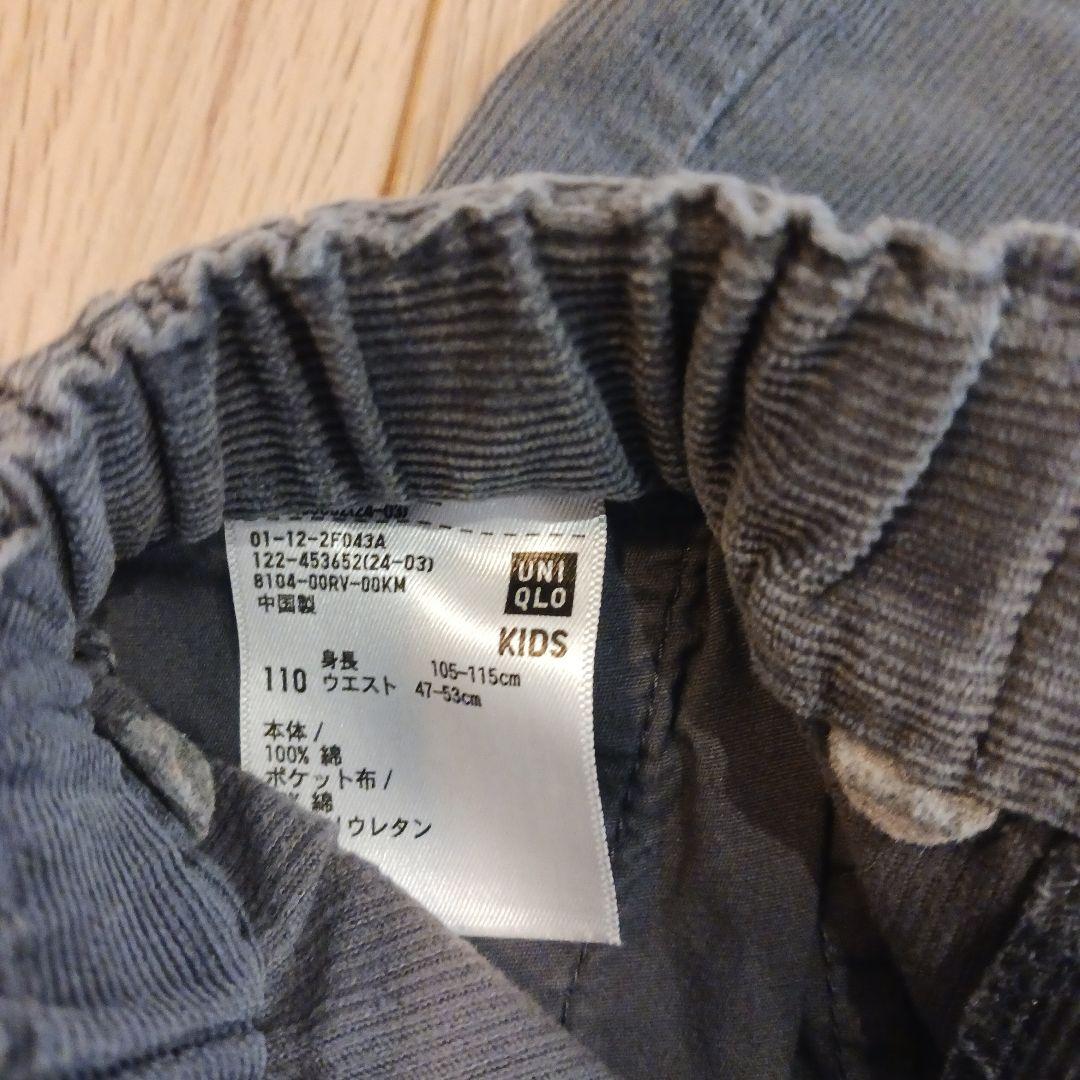 01-12-2F043A
122-453652(24-03)
8104-00RV-00KM
中国製
UNI
QLO
KIDS
身長 105-115cm
110 ウエスト 47-53cm
本体 /
100% 綿
ポケット布 /
綿
ウレタン